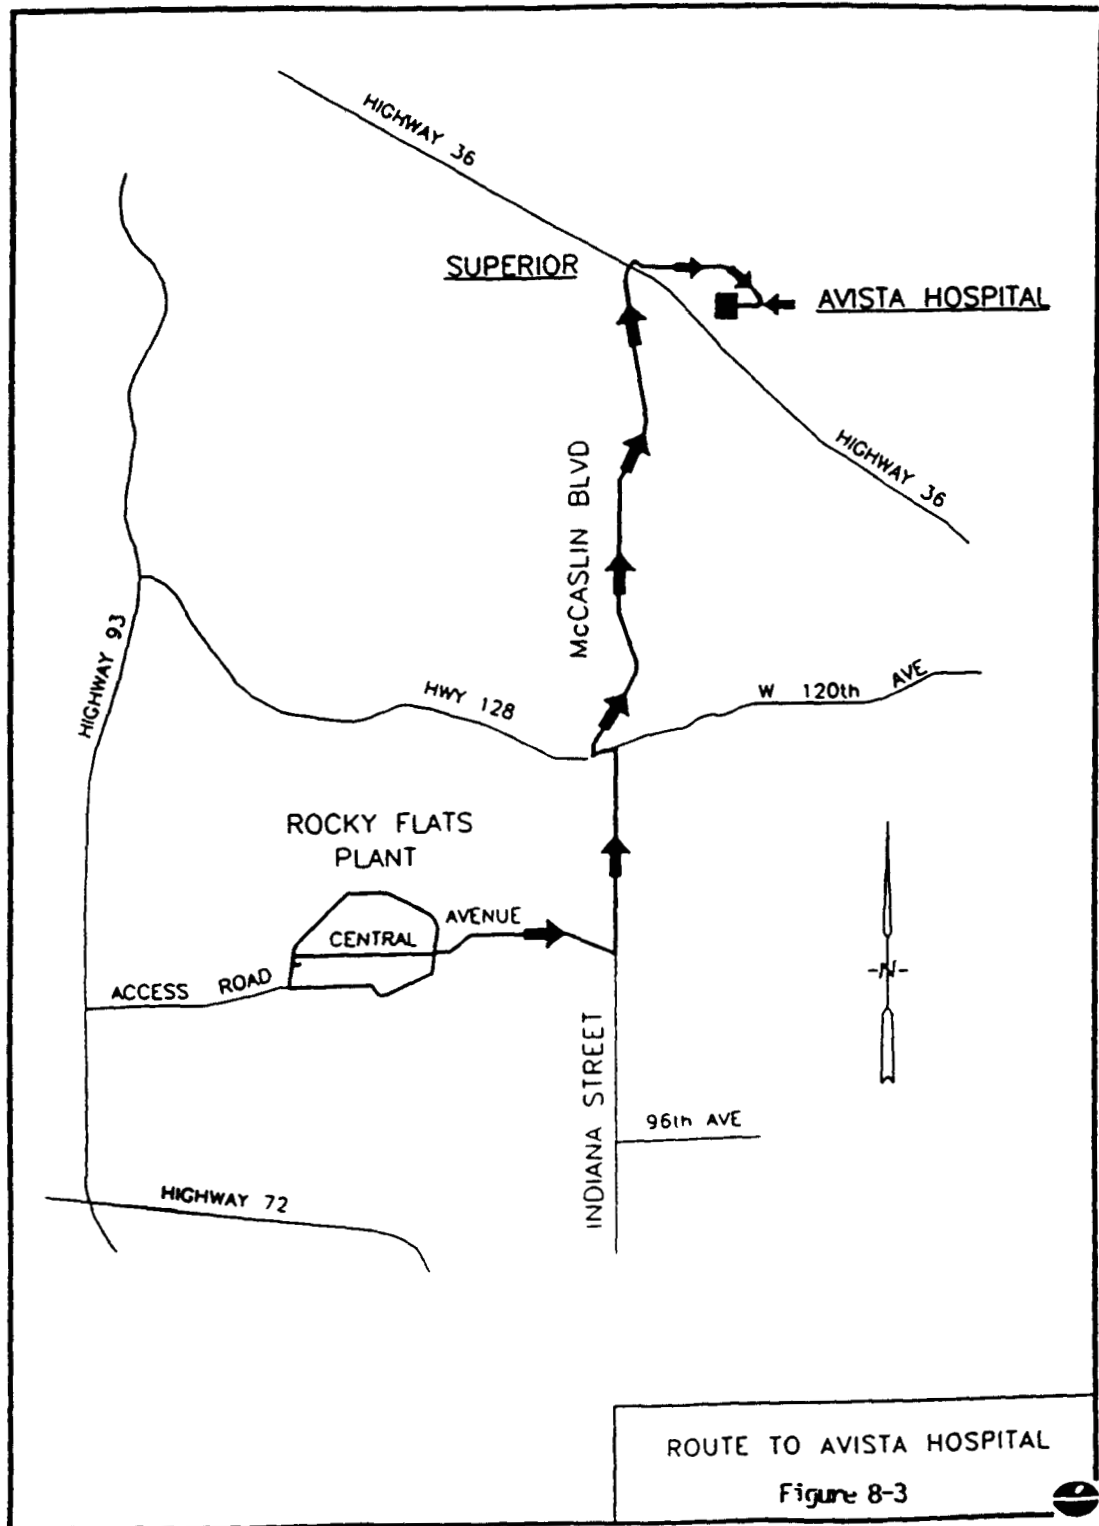 HIGHWAY 36
SUPERIOR
AVISTA HOSPITAL
HIGHWAY 36
McCASLIN BLVD
HIGHWAY 93
HWY 128
W 120th AVE
ROCKY FLATS
PLANT
CENTRAL AVENUE
ACCESS ROAD
-N-
INDIANA STREET
96th AVE
HIGHWAY 72
ROUTE TO AVISTA HOSPITAL
Figure 8-3